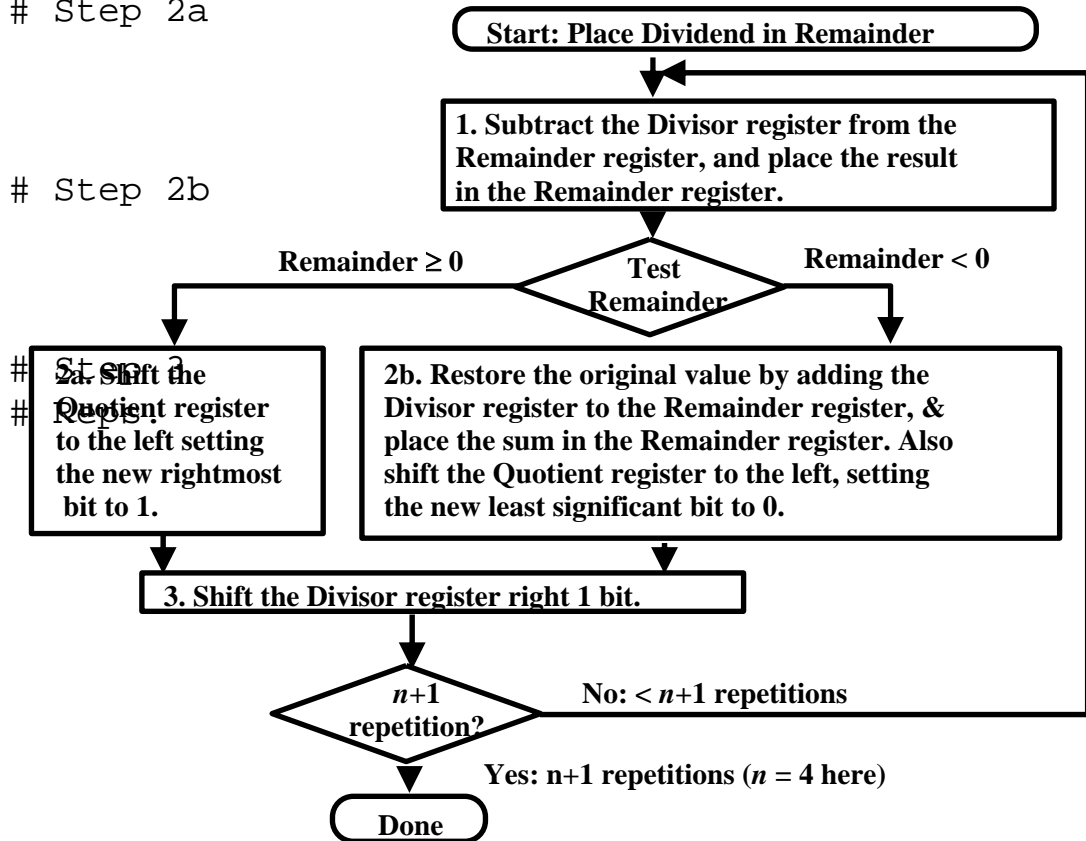 # Step 2a
Start: Place Dividend in Remainder
1. Subtract the Divisor register from the
Remainder register, and place the result
in the Remainder register.
# Step 2b
Remainder ≥ 0
Test
Remainder
Remainder < 0
# Step 3
# Reps.
2a. Shift the
Quotient register
to the left setting
the new rightmost
bit to 1.
2b. Restore the original value by adding the
Divisor register to the Remainder register, &
place the sum in the Remainder register. Also
shift the Quotient register to the left, setting
the new least significant bit to 0.
3. Shift the Divisor register right 1 bit.
n+1
repetition?
No: < n+1 repetitions
Yes: n+1 repetitions (n = 4 here)
Done